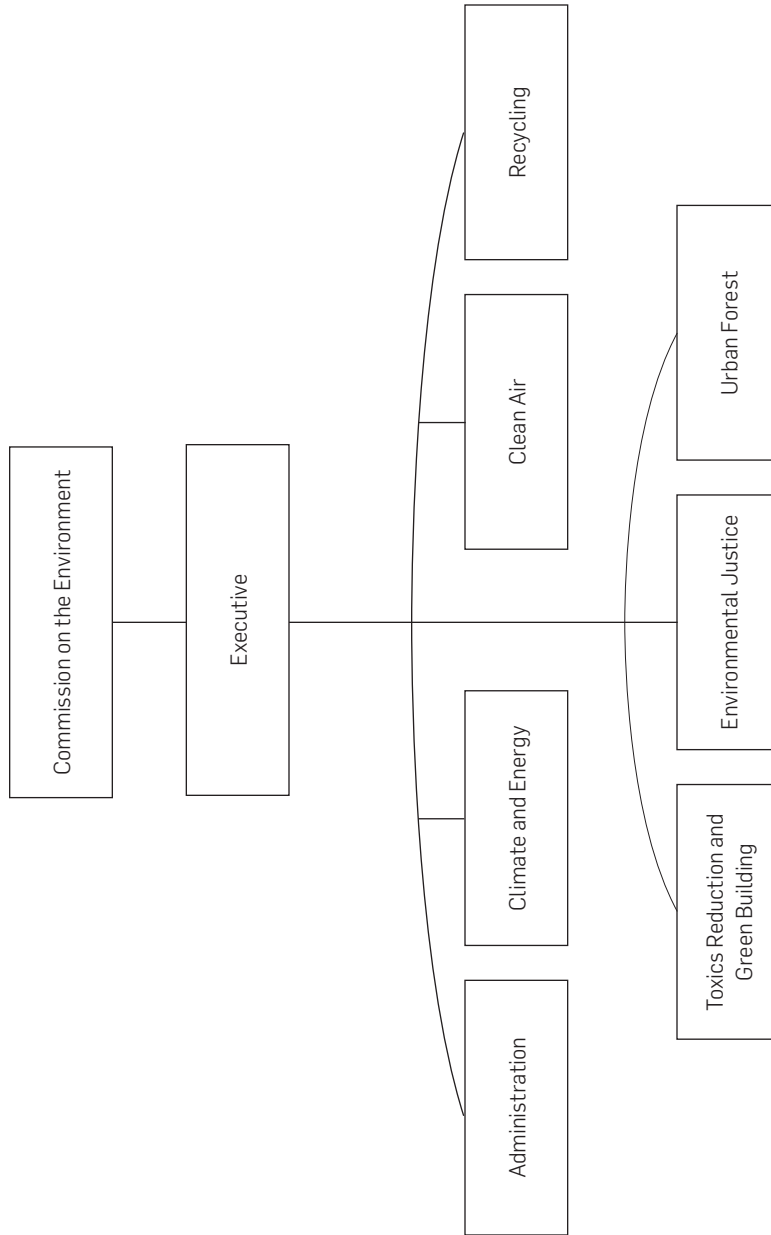 Commission on the Environment
Executive
Administration
Climate and Energy
Clean Air
Recycling
Toxics Reduction and
Green Building
Environmental Justice
Urban Forest